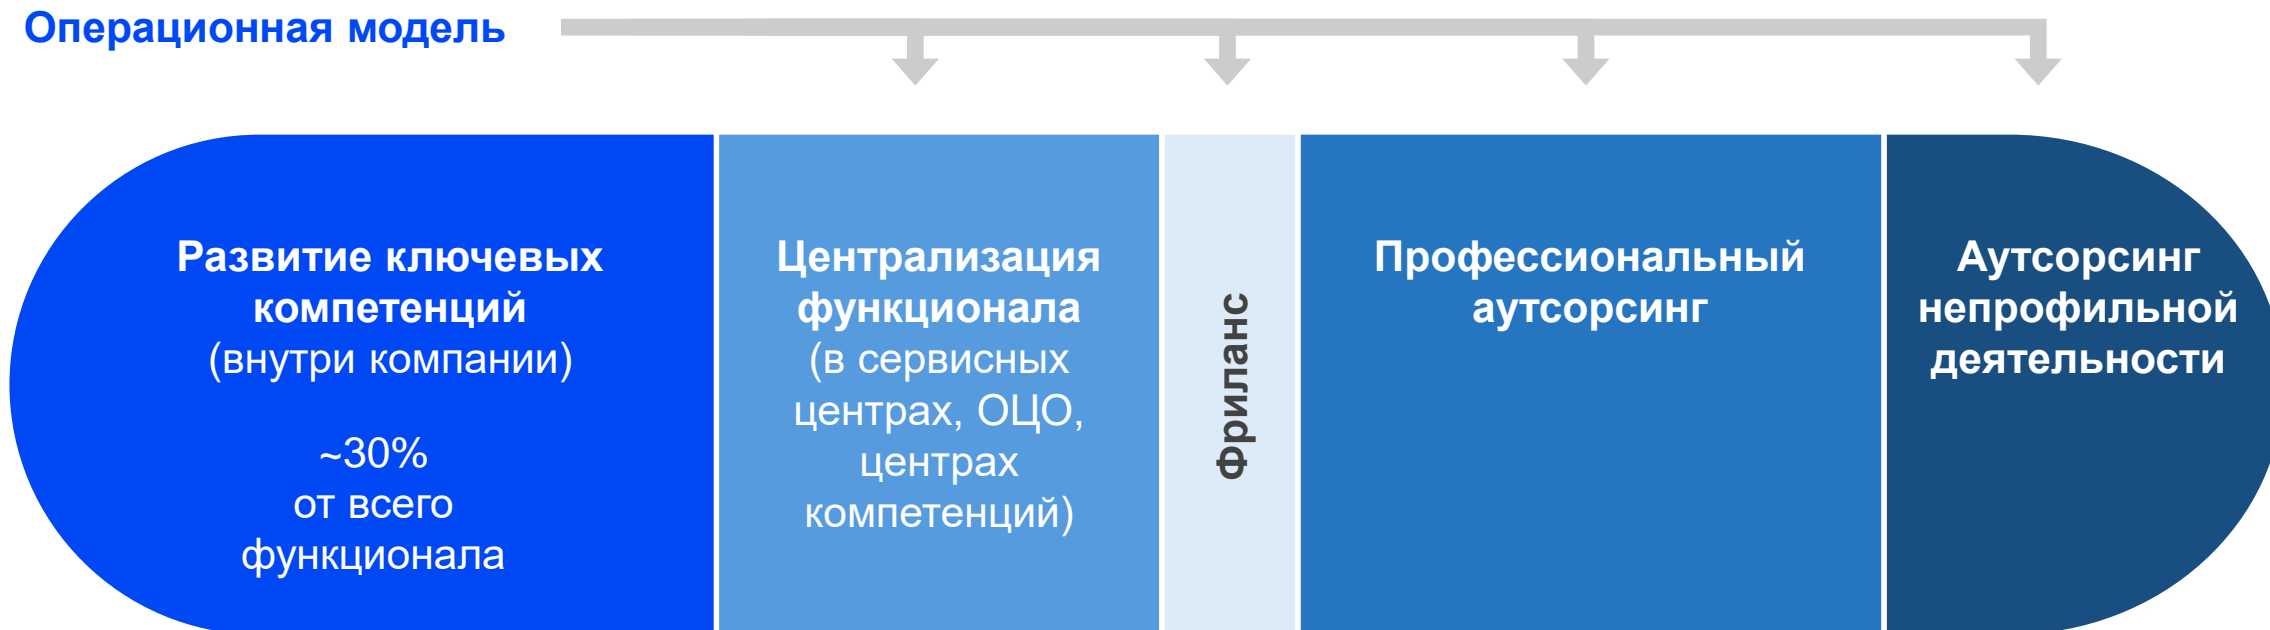 Операционная модель
Развитие ключевых
компетенций
(внутри компании)
~30%
от всего
функционала
Централизация
функционала
(в сервисных
центрах, ОЦО,
центрах
компетенций)
Фриланс
Профессиональный
аутсорсинг
Аутсорсинг
непрофильной
деятельности